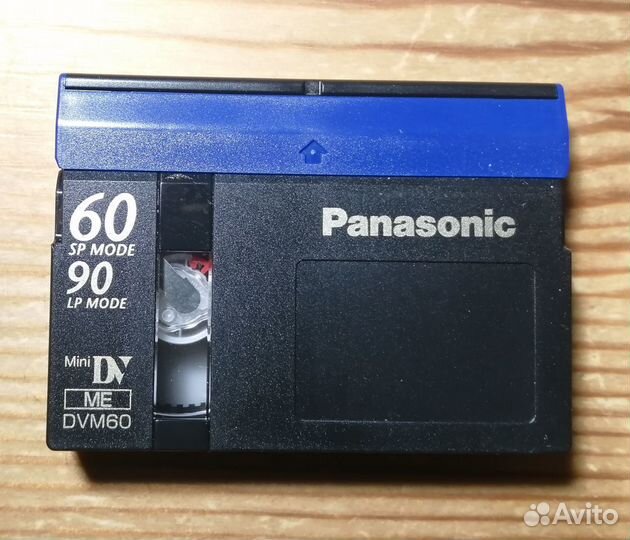 60
SP MODE
90
LP MODE
Mini DV
ME
DVM60
Panasonic
Avito